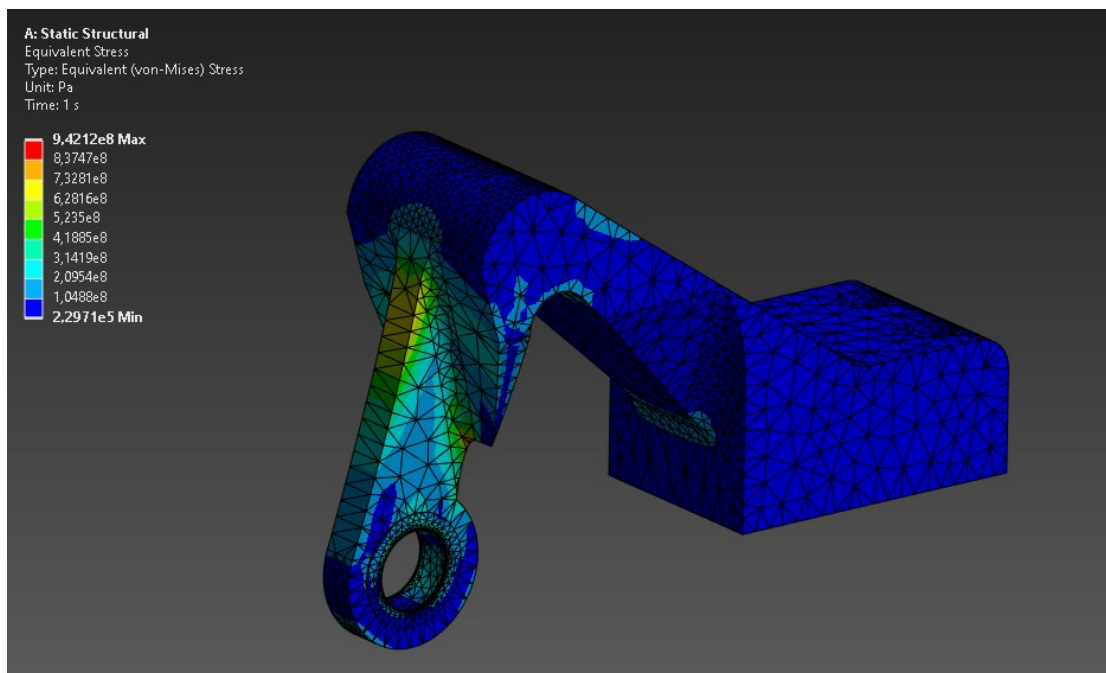 A: Static Structural
Equivalent Stress
Type: Equivalent (von-Mises) Stress
Unit: Pa
Time: 1 s
9,4212e8 Max
8,3747e8
7,3281e8
6,2816e8
5,235e8
4,1885e8
3,1419e8
2,0954e8
1,0488e8
2,2971e5 Min